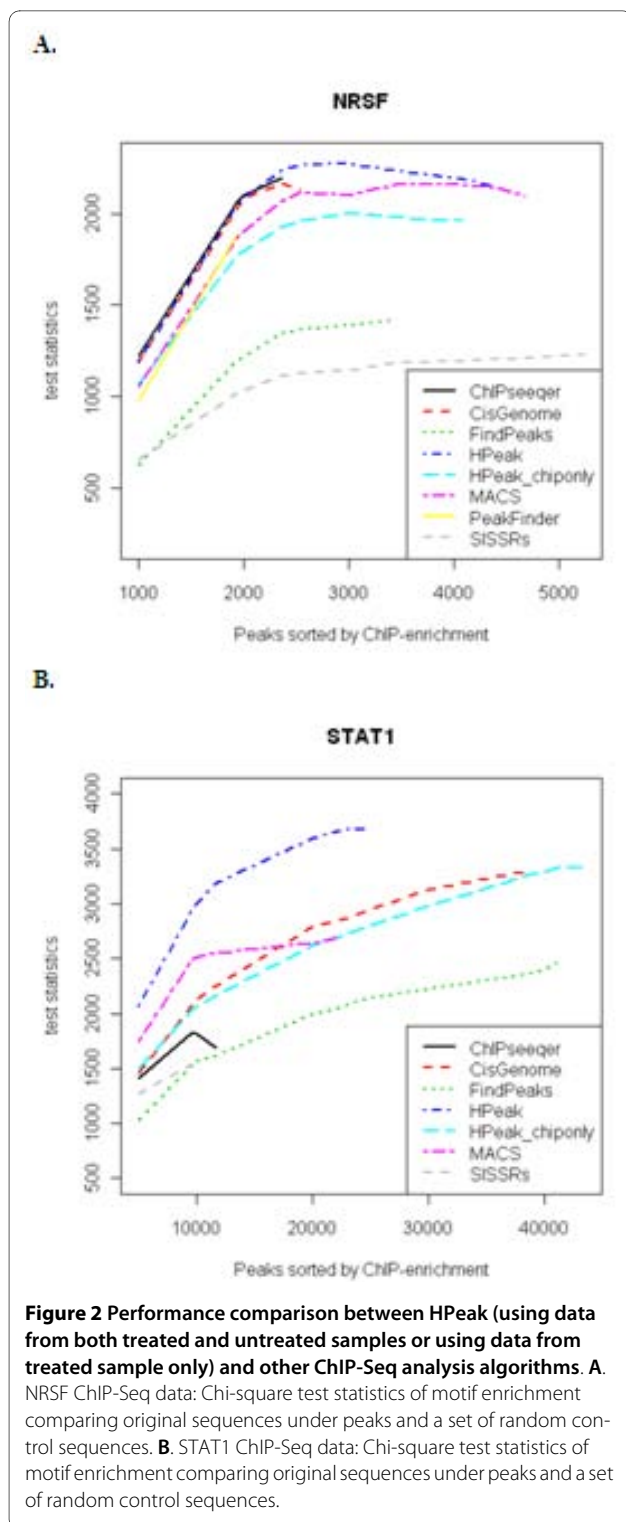 A.
NRSF
test statistics
2000
1500
1000
500
ChIPseeqer
CisGenome
FindPeaks
HPeak
HPeak_chiponly
MACS
PeakFinder
SISSRs
1000 2000 3000 4000 5000
Peaks sorted by ChIP-enrichment
B.
STAT1
test statistics
4000
3500
3000
2500
2000
1500
1000
500
ChIPseeqer
CisGenome
FindPeaks
HPeak
HPeak_chiponly
MACS
SISSRs
10000 20000 30000 40000
Peaks sorted by ChIP-enrichment
Figure 2 Performance comparison between HPeak (using data
from both treated and untreated samples or using data from
treated sample only) and other ChIP-Seq analysis algorithms. A.
NRSF ChIP-Seq data: Chi-square test statistics of motif enrichment
comparing original sequences under peaks and a set of random con-
trol sequences. B. STAT1 ChIP-Seq data: Chi-square test statistics of
motif enrichment comparing original sequences under peaks and a set
of random control sequences.